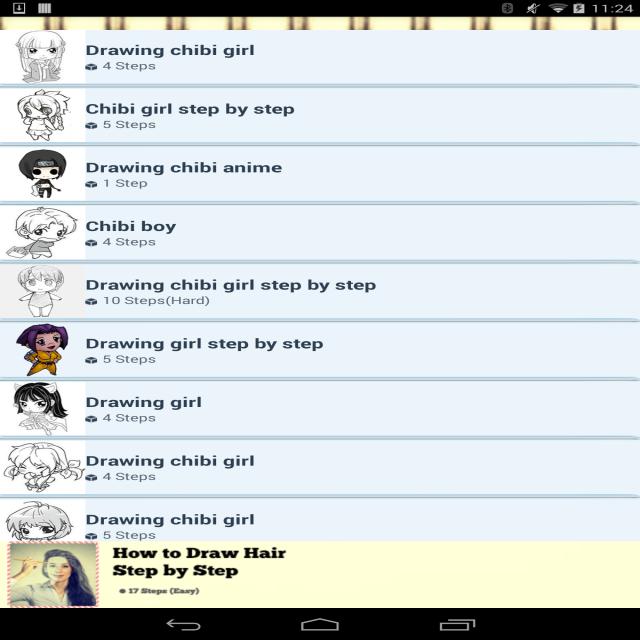 11:24
Drawing chibi girl
4 Steps
Chibi girl step by step
5 Steps
Drawing chibi anime
1 Step
Chibi boy
4 Steps
Drawing chibi girl step by step
10 Steps(Hard)
Drawing girl step by step
5 Steps
Drawing girl
4 Steps
Drawing chibi girl
4 Steps
Drawing chibi girl
5 Steps
How to Draw Hair
Step by Step
17 Steps (Easy)